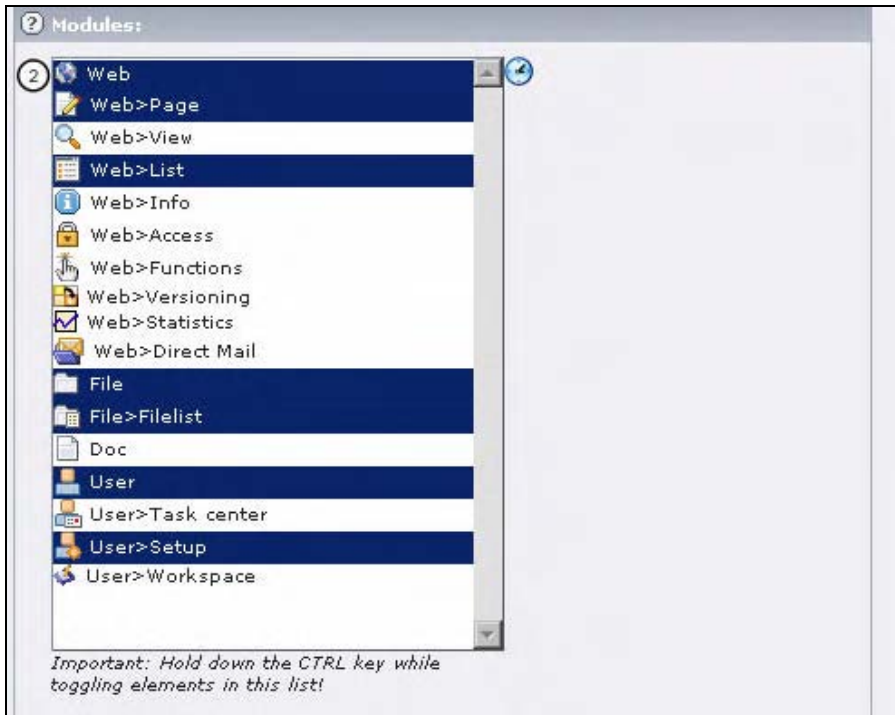 Modules:
2
Web
Web>Page
Web>View
Web>List
Web>Info
Web>Access
Web>Functions
Web>Versioning
Web>Statistics
Web>Direct Mail
File
File>Filelist
Doc
User
User>Task center
User>Setup
User>Workspace
Important: Hold down the CTRL key while
toggling elements in this list!